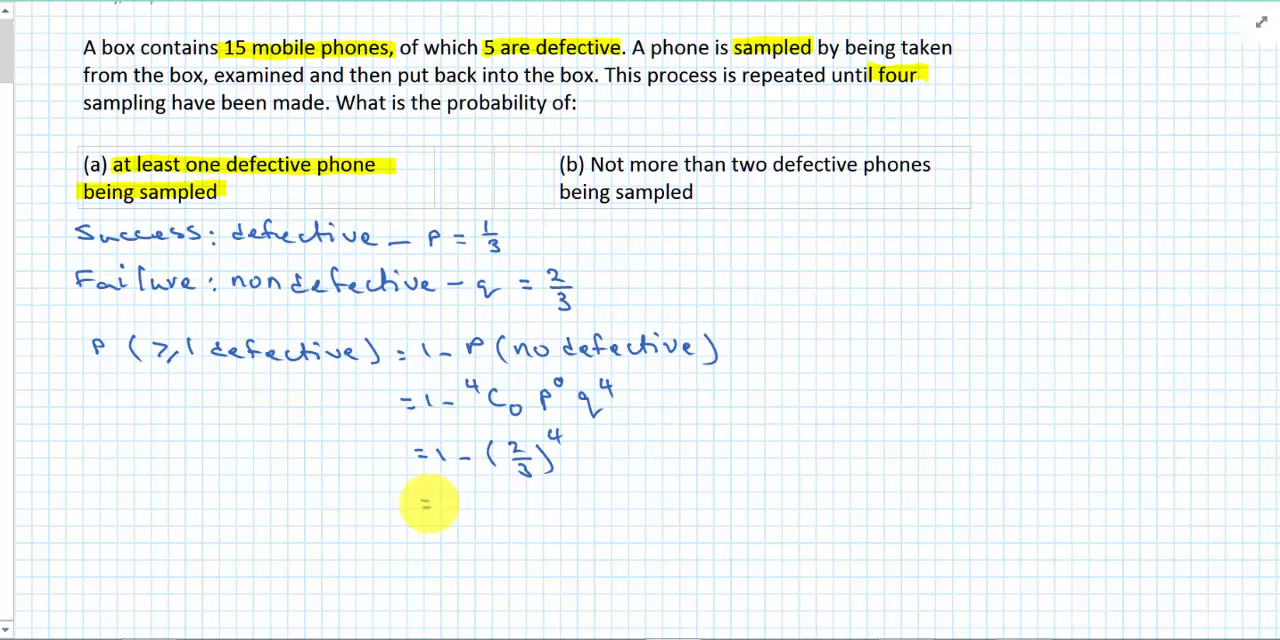 A box contains 15 mobile phones, of which 5 are defective. A phone is sampled by being taken
from the box, examined and then put back into the box. This process is repeated until four
sampling have been made. What is the probability of:
(a) at least one defective phone
being sampled
(b) Not more than two defective phones
being sampled
Success: defective – p = 1/3
Failure: nondefective – q = 2/3
P (≥1 defective) = 1 - P (no defective)
= 1 - ⁴C₀ p⁰ q⁴
= 1 - (2/3)⁴
=